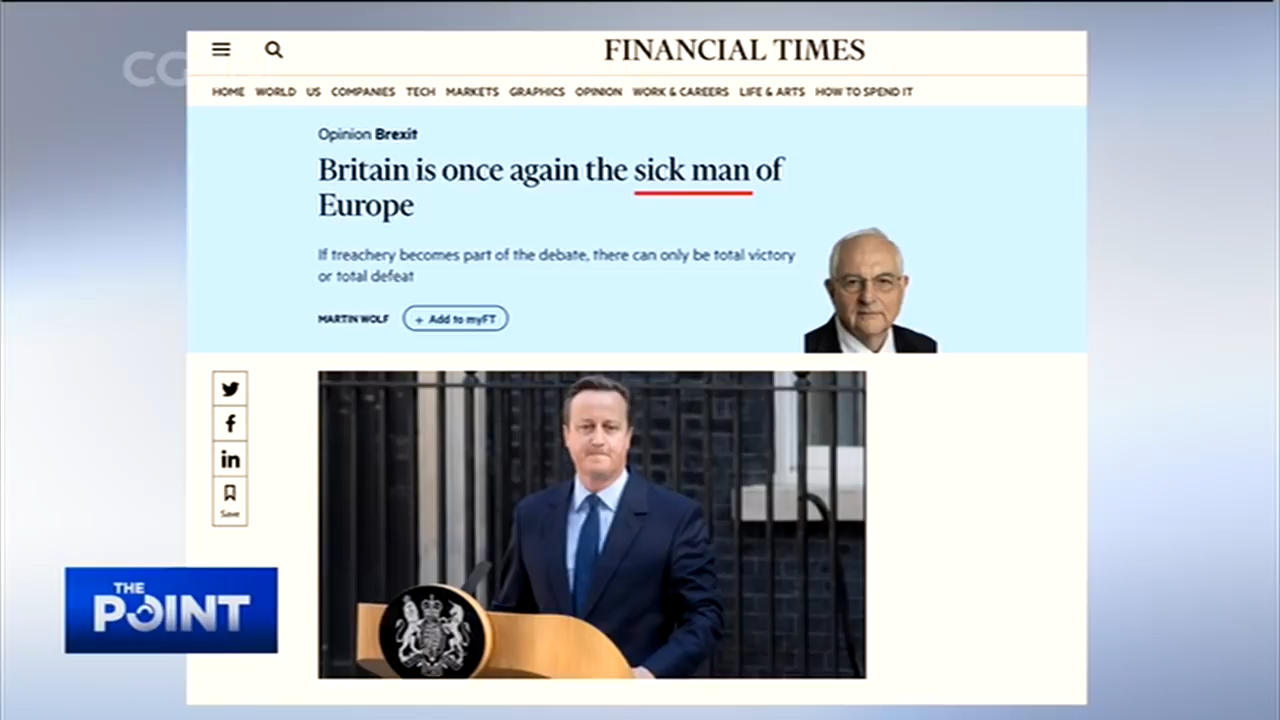 CG
FINANCIAL TIMES
HOME WORLD US COMPANIES TECH MARKETS GRAPHICS OPINION WORK & CAREERS LIFE & ARTS HOW TO SPEND IT
Opinion Brexit
Britain is once again the sick man of
Europe
If treachery becomes part of the debate, there can only be total victory
or total defeat
MARTIN WOLF + Add to myFT
Save
THE
POINT